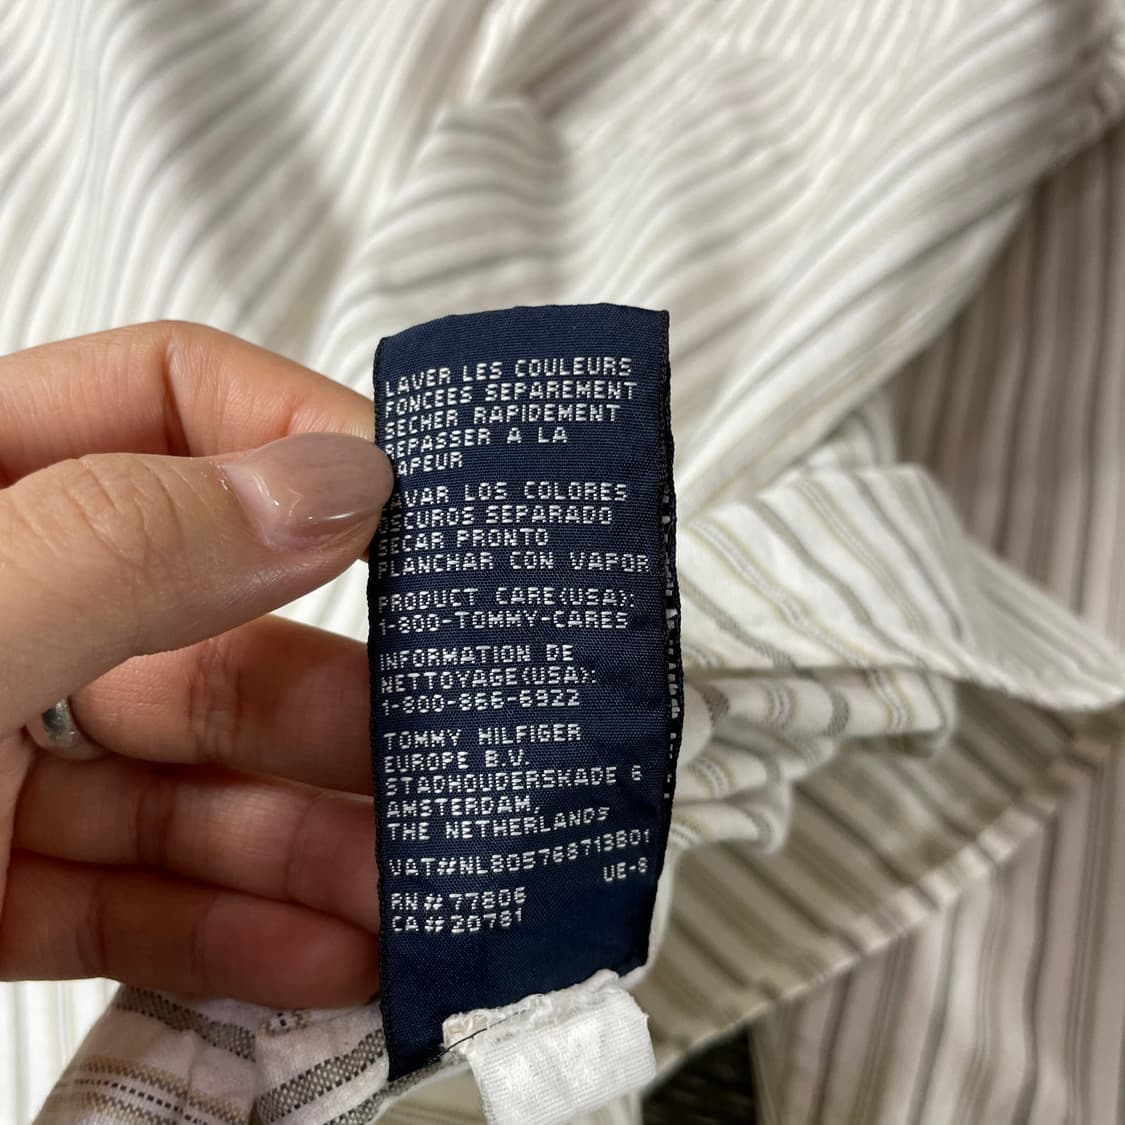 LAVER LES COULEURS
FONCEES SEPAREMENT
SECHER RAPIDEMENT
REPASSER A LA
APEUR
AVAR LOS COLORES
OSCUROS SEPARADO
SECAR PRONTO
PLANCHAR CON VAPOR
PRODUCT CARE(USA):
1-800-TOMMY-CARES
INFORMATION DE
NETTOYAGE(USA):
1-800-866-6922
TOMMY HILFIGER
EUROPE B.V.
STADHOUDERSKADE 6
AMSTERDAM,
THE NETHERLANDS
VAT#NL805768713B01
UE-8
RN#77806
CA#20781